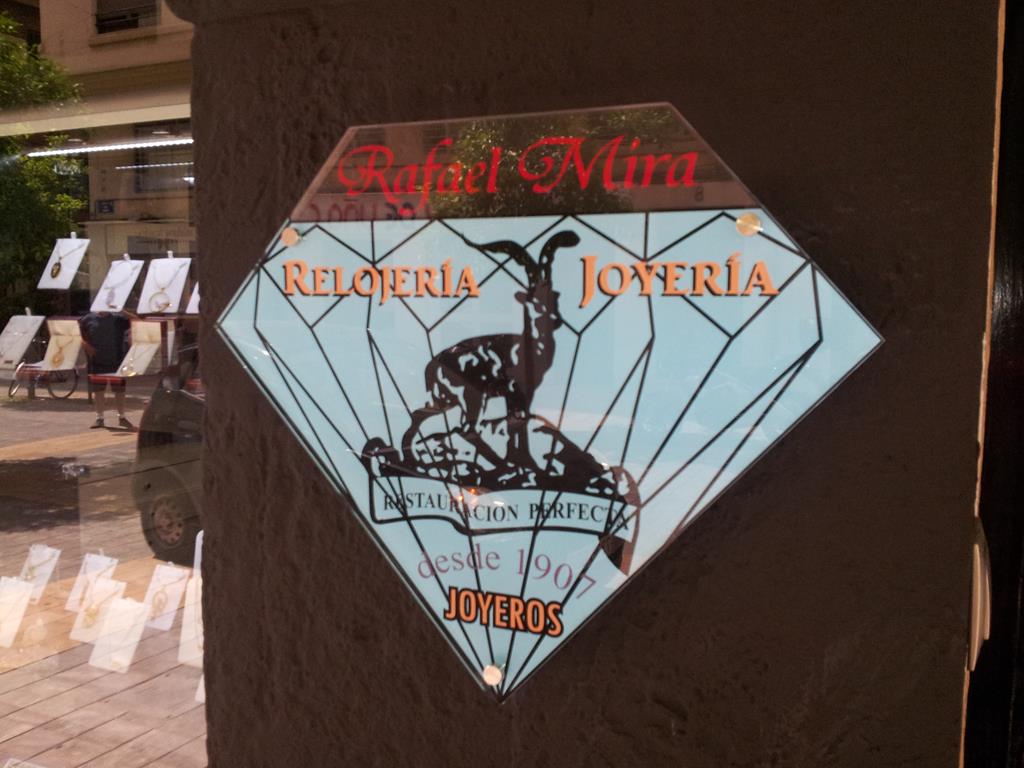 Rafael Mira
RELOJERÍA JOYERÍA
RESTAURACION PERFECTA
desde 1907
JOYEROS